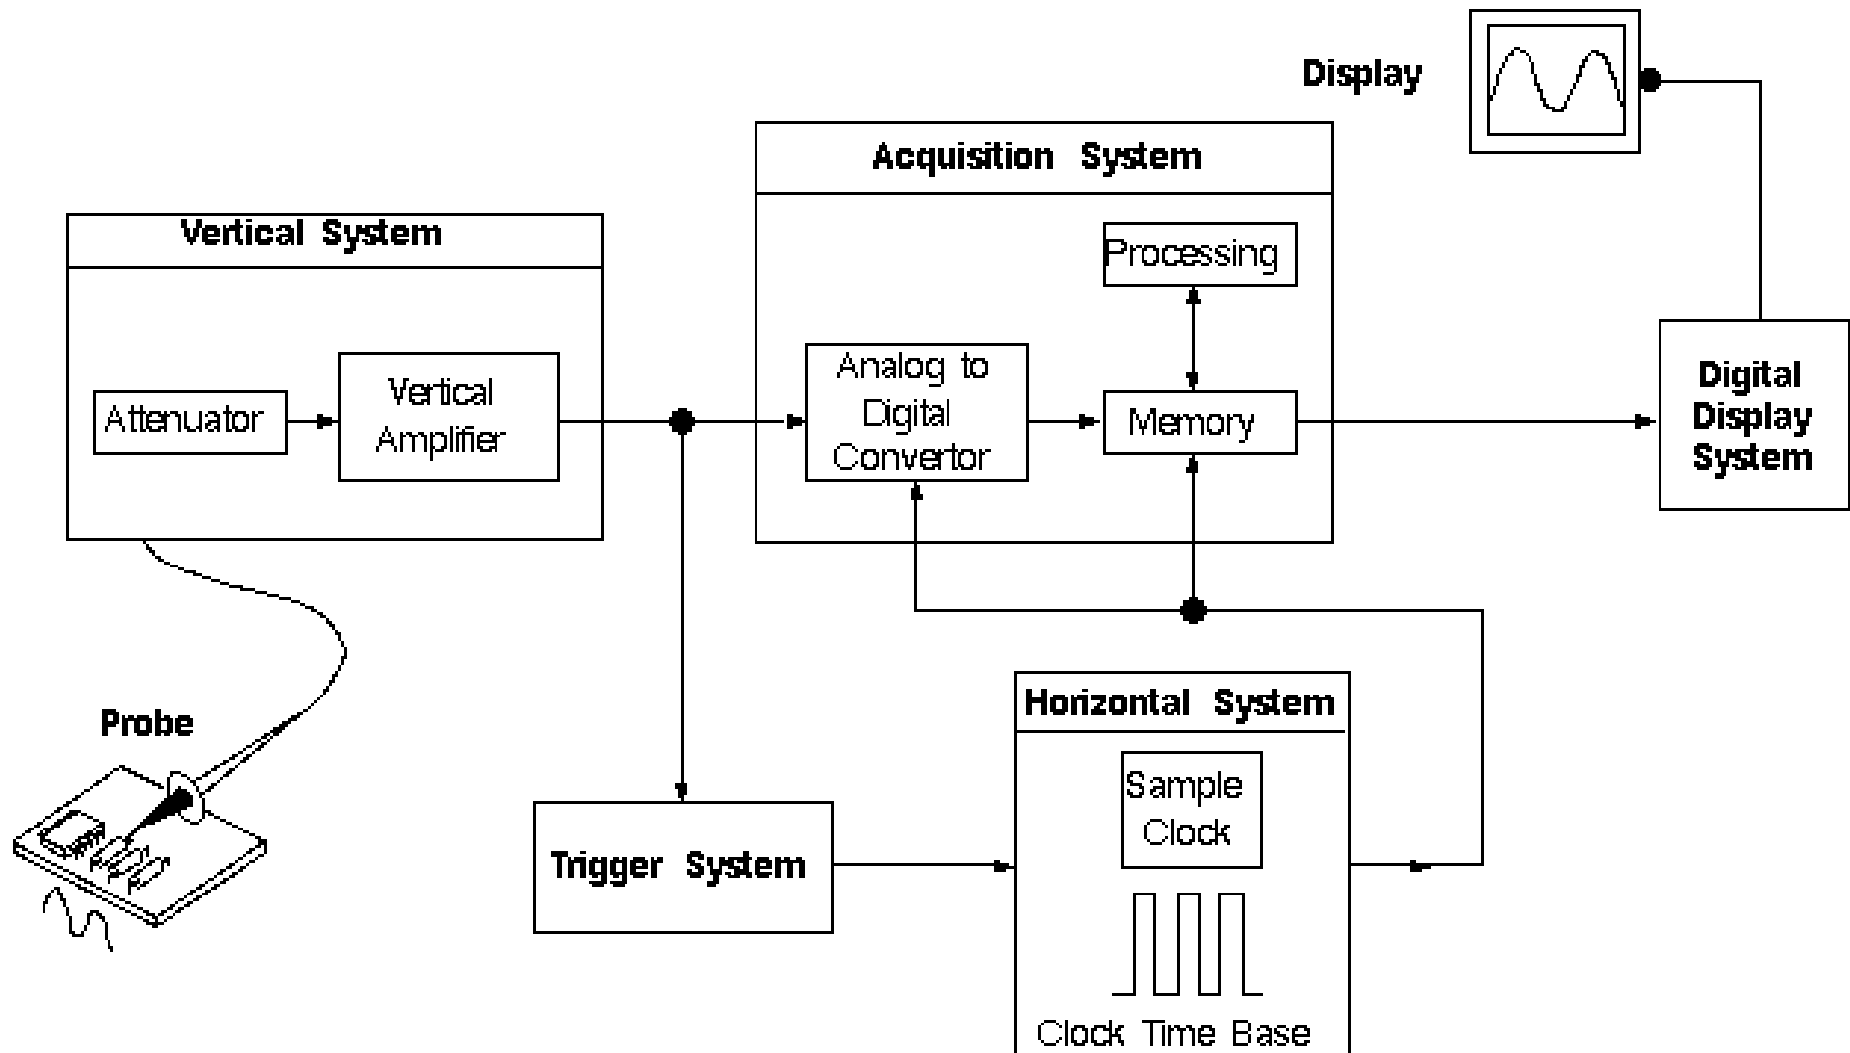 Display
Acquisition System
Vertical System
Processing
Attenuator
Vertical
Amplifier
Analog to
Digital
Convertor
Memory
Digital
Display
System
Horizontal System
Probe
Sample
Clock
Trigger System
Clock Time Base